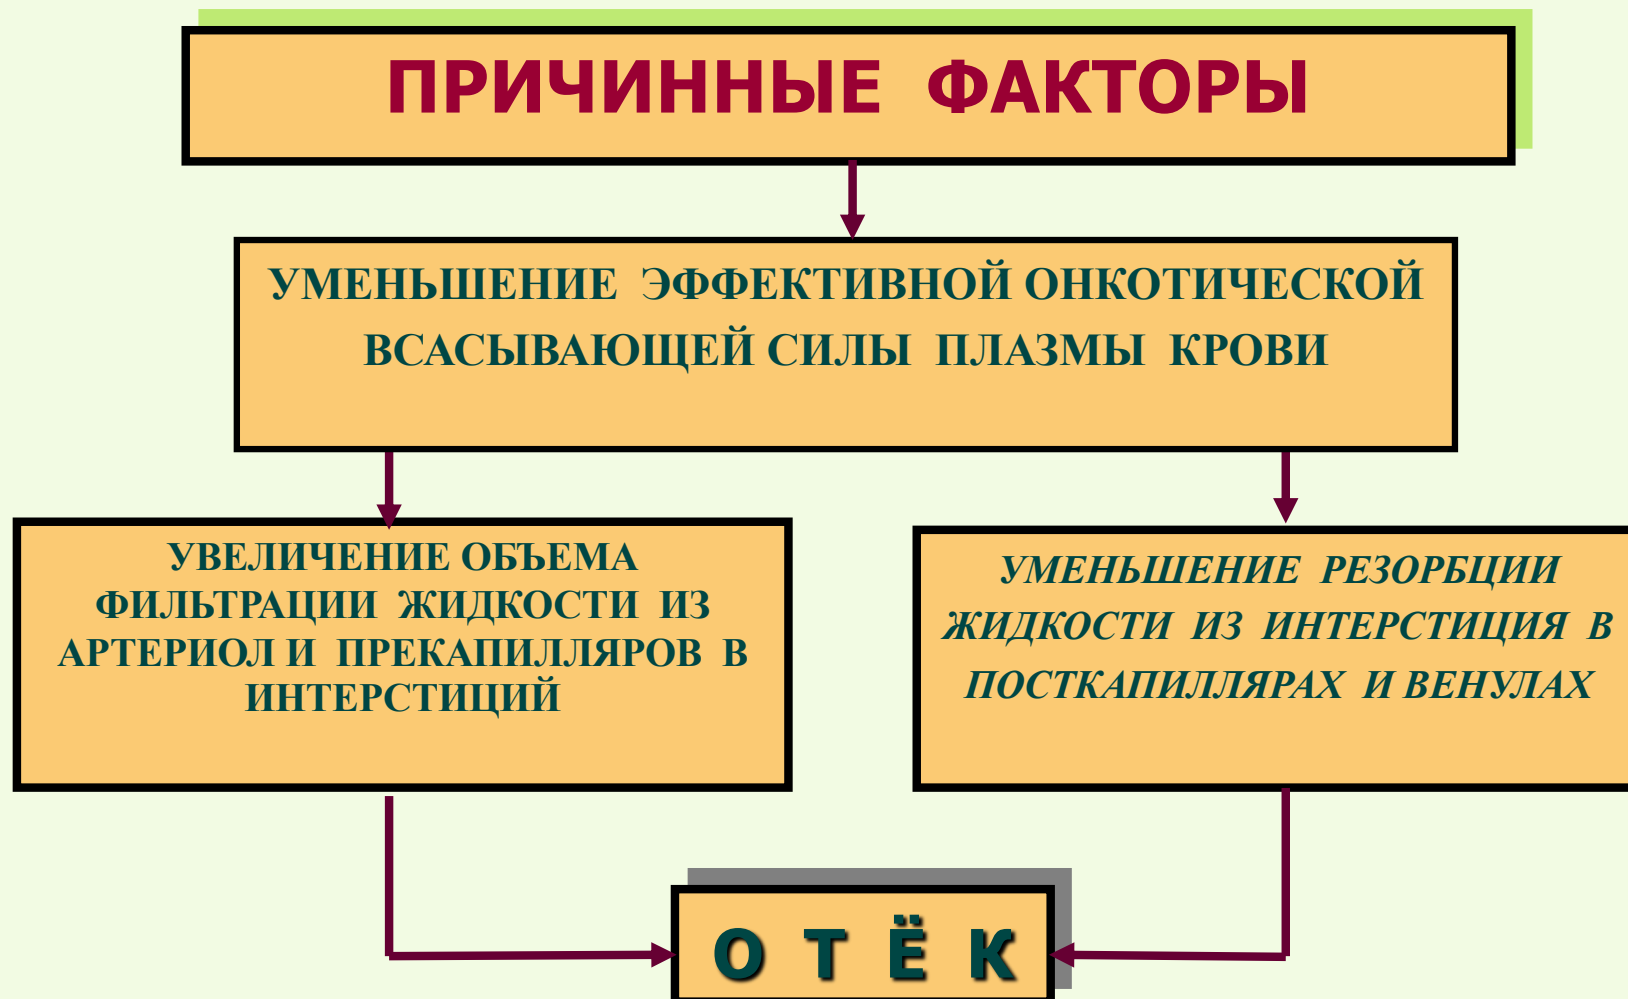 ПРИЧИННЫЕ ФАКТОРЫ
УМЕНЬШЕНИЕ ЭФФЕКТИВНОЙ ОНКОТИЧЕСКОЙ
ВСАСЫВАЮЩЕЙ СИЛЫ ПЛАЗМЫ КРОВИ
УВЕЛИЧЕНИЕ ОБЪЕМА
ФИЛЬТРАЦИИ ЖИДКОСТИ ИЗ
АРТЕРИОЛ И ПРЕКАПИЛЛЯРОВ В
ИНТЕРСТИЦИЙ
УМЕНЬШЕНИЕ РЕЗОРБЦИИ
ЖИДКОСТИ ИЗ ИНТЕРСТИЦИЯ В
ПОСТКАПИЛЛЯРАХ И ВЕНУЛАХ
О Т Ё К